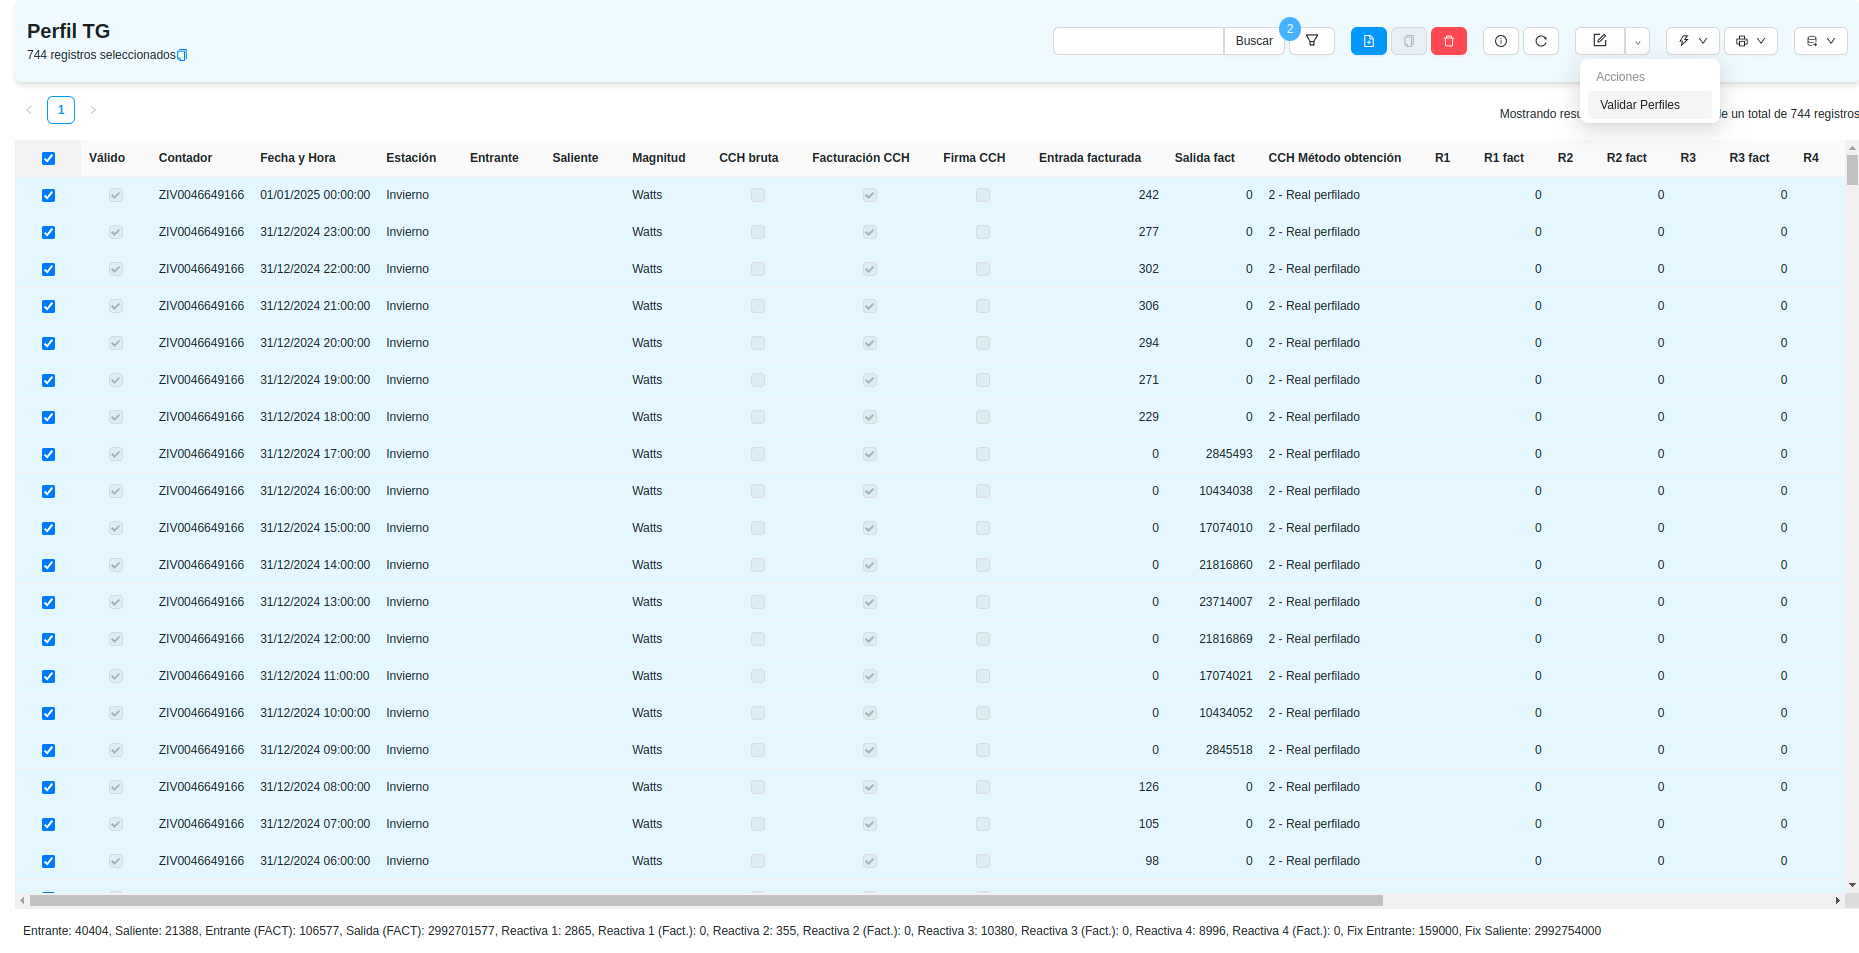 Perfil TG
744 registros seleccionados
Buscar
2
Acciones
Validar Perfiles
1
Mostrando resu
de un total de 744 registros
Válido Contador Fecha y Hora Estación Entrante Saliente Magnitud CCH bruta Facturación CCH Firma CCH Entrada facturada Salida fact CCH Método obtención R1 R1 fact R2 R2 fact R3 R3 fact R4
ZIV0046649166 01/01/2025 00:00:00 Invierno Watts 242 0 2 - Real perfilado 0 0 0
ZIV0046649166 31/12/2024 23:00:00 Invierno Watts 277 0 2 - Real perfilado 0 0 0
ZIV0046649166 31/12/2024 22:00:00 Invierno Watts 302 0 2 - Real perfilado 0 0 0
ZIV0046649166 31/12/2024 21:00:00 Invierno Watts 306 0 2 - Real perfilado 0 0 0
ZIV0046649166 31/12/2024 20:00:00 Invierno Watts 294 0 2 - Real perfilado 0 0 0
ZIV0046649166 31/12/2024 19:00:00 Invierno Watts 271 0 2 - Real perfilado 0 0 0
ZIV0046649166 31/12/2024 18:00:00 Invierno Watts 229 0 2 - Real perfilado 0 0 0
ZIV0046649166 31/12/2024 17:00:00 Invierno Watts 0 2845493 2 - Real perfilado 0 0 0
ZIV0046649166 31/12/2024 16:00:00 Invierno Watts 0 10434038 2 - Real perfilado 0 0 0
ZIV0046649166 31/12/2024 15:00:00 Invierno Watts 0 17074010 2 - Real perfilado 0 0 0
ZIV0046649166 31/12/2024 14:00:00 Invierno Watts 0 21816860 2 - Real perfilado 0 0 0
ZIV0046649166 31/12/2024 13:00:00 Invierno Watts 0 23714007 2 - Real perfilado 0 0 0
ZIV0046649166 31/12/2024 12:00:00 Invierno Watts 0 21816869 2 - Real perfilado 0 0 0
ZIV0046649166 31/12/2024 11:00:00 Invierno Watts 0 17074021 2 - Real perfilado 0 0 0
ZIV0046649166 31/12/2024 10:00:00 Invierno Watts 0 10434052 2 - Real perfilado 0 0 0
ZIV0046649166 31/12/2024 09:00:00 Invierno Watts 0 2845518 2 - Real perfilado 0 0 0
ZIV0046649166 31/12/2024 08:00:00 Invierno Watts 126 0 2 - Real perfilado 0 0 0
ZIV0046649166 31/12/2024 07:00:00 Invierno Watts 105 0 2 - Real perfilado 0 0 0
ZIV0046649166 31/12/2024 06:00:00 Invierno Watts 98 0 2 - Real perfilado 0 0 0
Entrante: 40404, Saliente: 21388, Entrante (FACT): 106577, Salida (FACT): 2992701577, Reactiva 1: 2865, Reactiva 1 (Fact.): 0, Reactiva 2: 355, Reactiva 2 (Fact.): 0, Reactiva 3: 10380, Reactiva 3 (Fact.): 0, Reactiva 4: 8996, Reactiva 4 (Fact.): 0, Fix Entrante: 159000, Fix Saliente: 2992754000